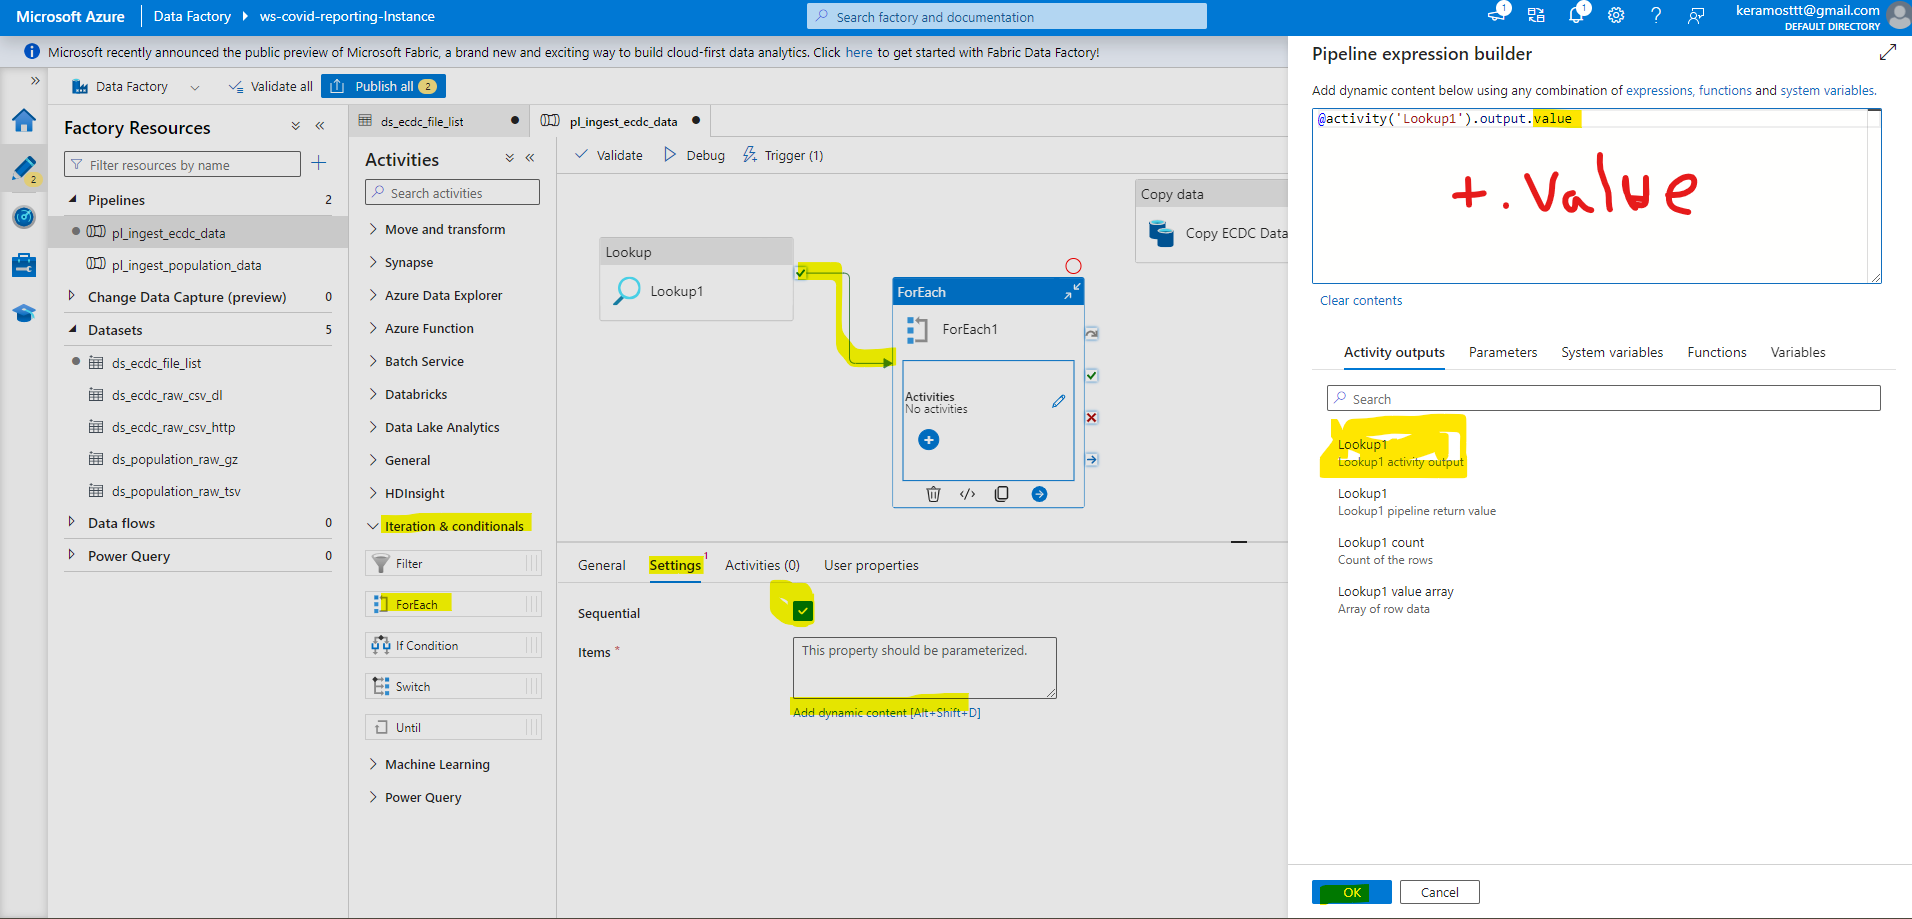 Microsoft Azure
Data Factory
ws-covid-reporting-Instance
Search factory and documentation
1
1
keramosttt@gmail.com
DEFAULT DIRECTORY
Microsoft recently announced the public preview of Microsoft Fabric, a brand new and exciting way to build cloud-first data analytics. Click here to get started with Fabric Data Factory!
Data Factory
Validate all
Publish all 2
2
Factory Resources
Filter resources by name
Pipelines 2
pl_ingest_ecdc_data
pl_ingest_population_data
Change Data Capture (preview) 0
Datasets 5
ds_ecdc_file_list
ds_ecdc_raw_csv_dl
ds_ecdc_raw_csv_http
ds_population_raw_gz
ds_population_raw_tsv
Data flows 0
Power Query 0
ds_ecdc_file_list
pl_ingest_ecdc_data
Activities
Search activities
Move and transform
Synapse
Azure Data Explorer
Azure Function
Batch Service
Databricks
Data Lake Analytics
General
HDInsight
Iteration & conditionals
Filter
ForEach
If Condition
Switch
Until
Machine Learning
Power Query
Validate
Debug
Trigger (1)
Lookup
Lookup1
Copy data
Copy ECDC Data
ForEach
ForEach1
Activities
No activities
General
Settings 1
Activities (0)
User properties
Sequential
Items *
This property should be parameterized.
Add dynamic content [Alt+Shift+D]
Pipeline expression builder
Add dynamic content below using any combination of expressions, functions and system variables.
@activity('Lookup1').output.value
+.Value
Clear contents
Activity outputs
Parameters
System variables
Functions
Variables
Search
Lookup1
Lookup1 activity output
Lookup1
Lookup1 pipeline return value
Lookup1 count
Count of the rows
Lookup1 value array
Array of row data
OK
Cancel